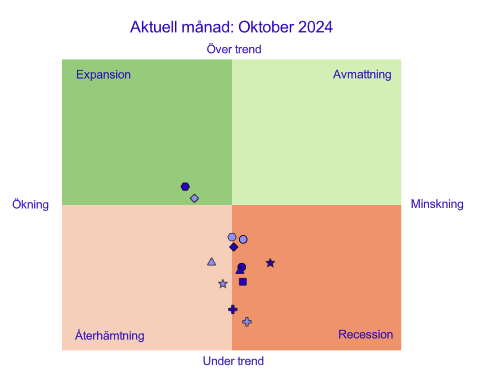 Aktuell månad: Oktober 2024
Över trend
Expansion
Avmattning
Ökning
Minskning
Återhämtning
Recession
Under trend